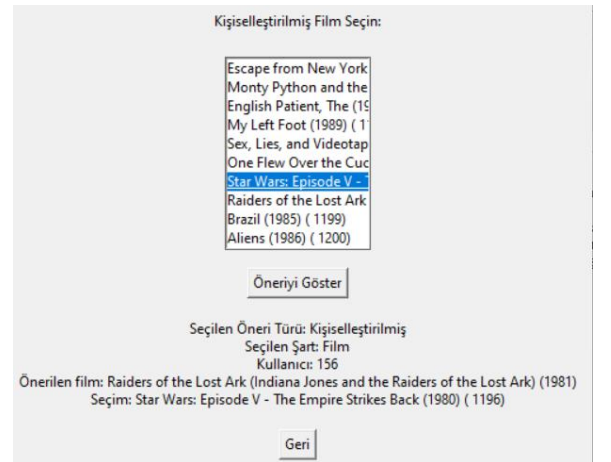 Kişiselleştirilmiş Film Seçin:
Escape from New York
Monty Python and the
English Patient, The (19
My Left Foot (1989) ( 1
Sex, Lies, and Videotap
One Flew Over the Cuc
Star Wars: Episode V -
Raiders of the Lost Ark
Brazil (1985) ( 1199)
Aliens (1986) ( 1200)
Öneriyi Göster
Seçilen Öneri Türü: Kişiselleştirilmiş
Seçilen Şart: Film
Kullanıcı: 156
Önerilen film: Raiders of the Lost Ark (Indiana Jones and the Raiders of the Lost Ark) (1981)
Seçim: Star Wars: Episode V - The Empire Strikes Back (1980) ( 1196)
Geri